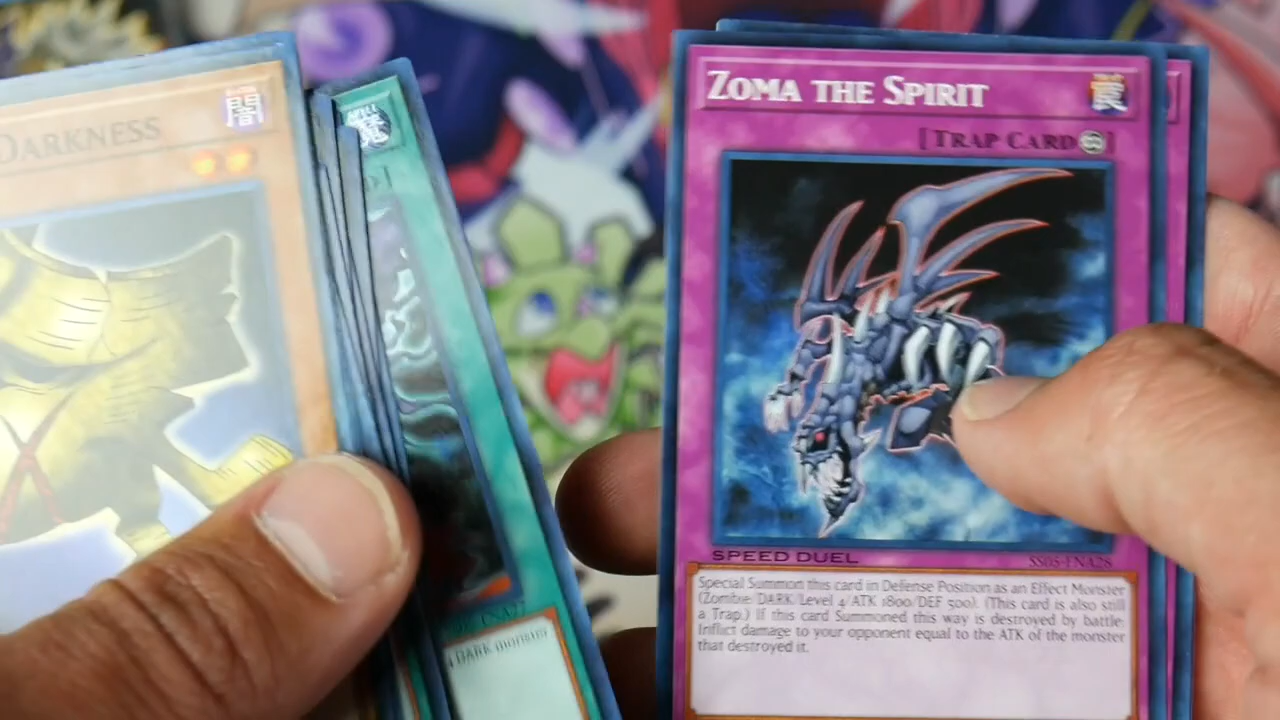 DARKNESS
闇
ZOMA THE SPIRIT
罠
[TRAP CARD ]
SPEED DUEL
SS05-ENA28
Special Summon this card in Defense Position as an Effect Monster
(Zombie/DARK/Level 4/ATK 1800/DEF 500). (This card is also still
a Trap.) If this card Summoned this way is destroyed by battle:
Inflict damage to your opponent equal to the ATK of the monster
that destroyed it.
DARK monster